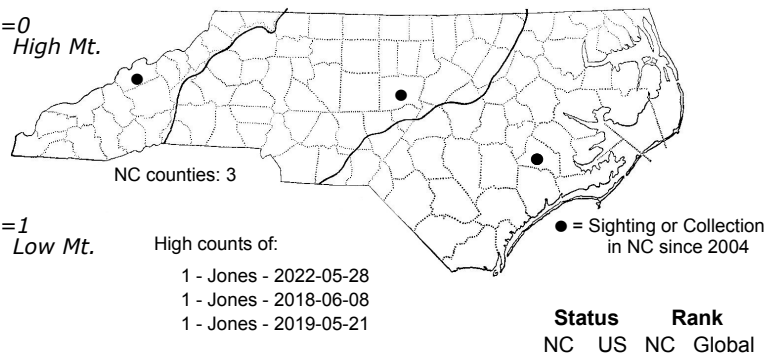 =0
High Mt.
NC counties: 3
=1
Low Mt.
High counts of:
1 - Jones - 2022-05-28
1 - Jones - 2018-06-08
1 - Jones - 2019-05-21
● = Sighting or Collection
in NC since 2004
Status Rank
NC US NC Global